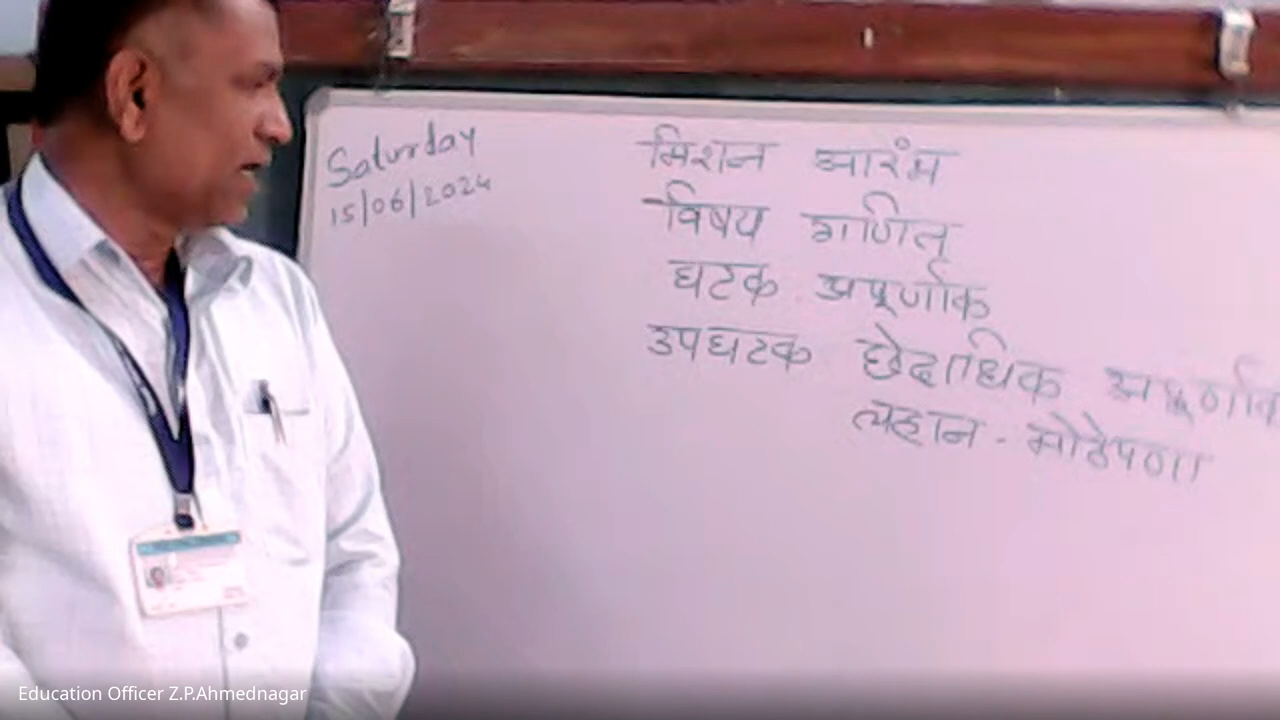 Saturday
15/06/2024
मिशन आरंभ
विषय गणित
घटक अपूर्णांक
उपघटक छेदाधिक अपूर्णांक
लहान - मोठेपणा
Education Officer Z.P.Ahmednagar